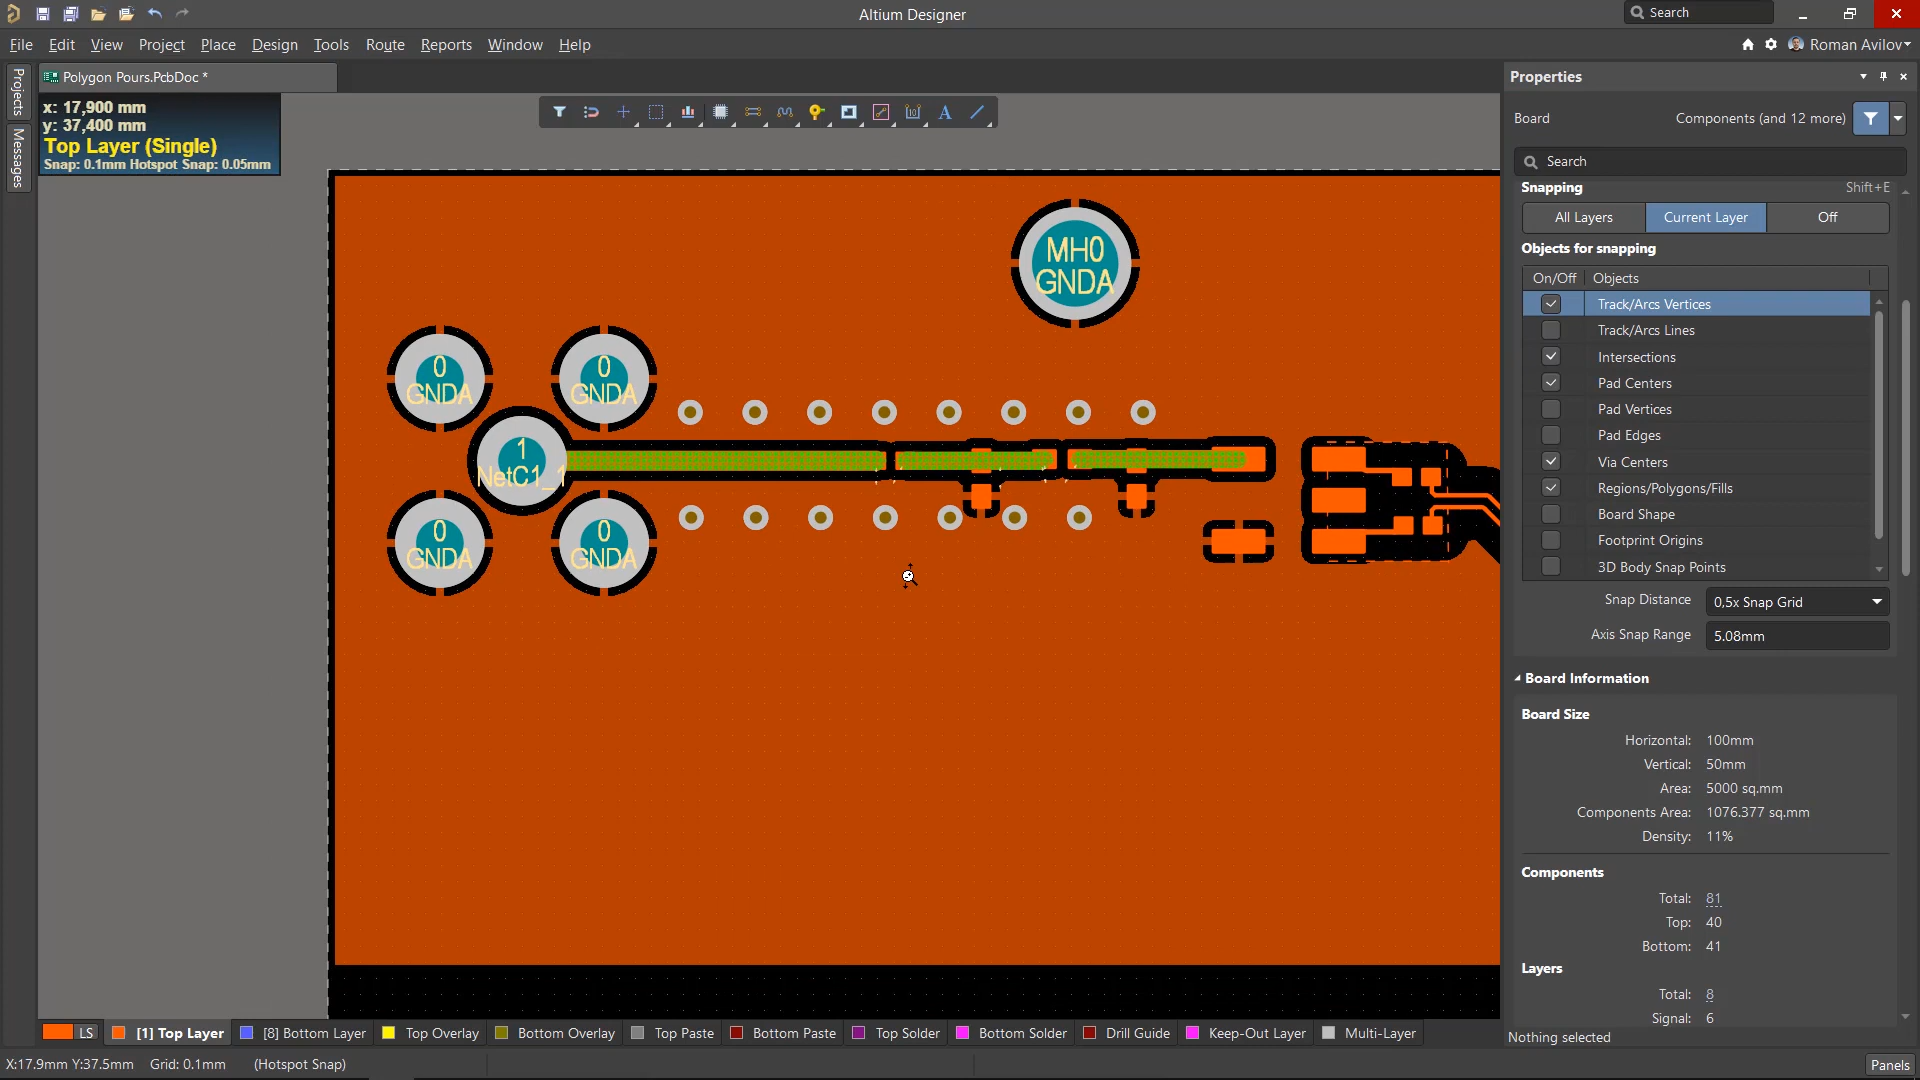 Altium Designer
Search
File Edit View Project Place Design Tools Route Reports Window Help
Roman Avilov
Projects
Messages
Polygon Pours.PcbDoc *
x: 17,900 mm
y: 37,400 mm
Top Layer (Single)
Snap: 0.1mm Hotspot Snap: 0.05mm
MH0
GNDA
0
GNDA
0
GNDA
1
NetC1_1
0
GNDA
0
GNDA
Properties
Board Components (and 12 more)
Search
Snapping Shift+E
All Layers Current Layer Off
Objects for snapping
On/Off Objects
Track/Arcs Vertices
Track/Arcs Lines
Intersections
Pad Centers
Pad Vertices
Pad Edges
Via Centers
Regions/Polygons/Fills
Board Shape
Footprint Origins
3D Body Snap Points
Snap Distance 0,5x Snap Grid
Axis Snap Range 5.08mm
Board Information
Board Size
Horizontal: 100mm
Vertical: 50mm
Area: 5000 sq.mm
Components Area: 1076.377 sq.mm
Density: 11%
Components
Total: 81
Top: 40
Bottom: 41
Layers
Total: 8
Signal: 6
Nothing selected
LS [1] Top Layer [8] Bottom Layer Top Overlay Bottom Overlay Top Paste Bottom Paste Top Solder Bottom Solder Drill Guide Keep-Out Layer Multi-Layer
X:17.9mm Y:37.5mm Grid: 0.1mm (Hotspot Snap)
Panels